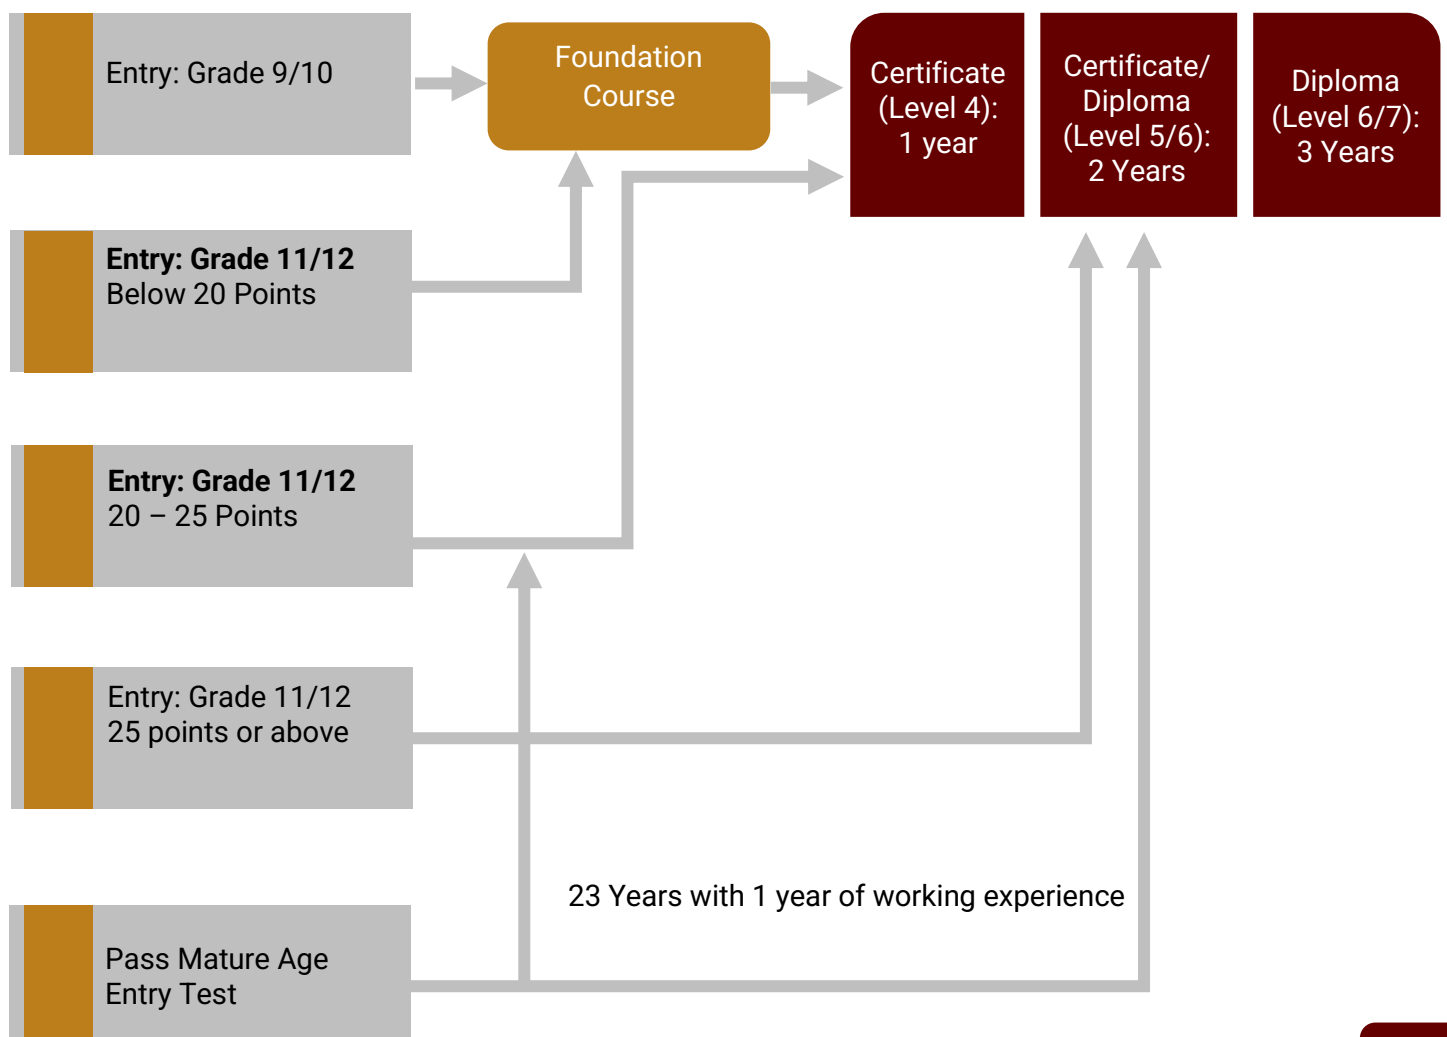 Entry: Grade 9/10
Foundation
Course
Certificate
(Level 4):
1 year
Certificate/
Diploma
(Level 5/6):
2 Years
Diploma
(Level 6/7):
3 Years
Entry: Grade 11/12
Below 20 Points
Entry: Grade 11/12
20 – 25 Points
Entry: Grade 11/12
25 points or above
23 Years with 1 year of working experience
Pass Mature Age
Entry Test